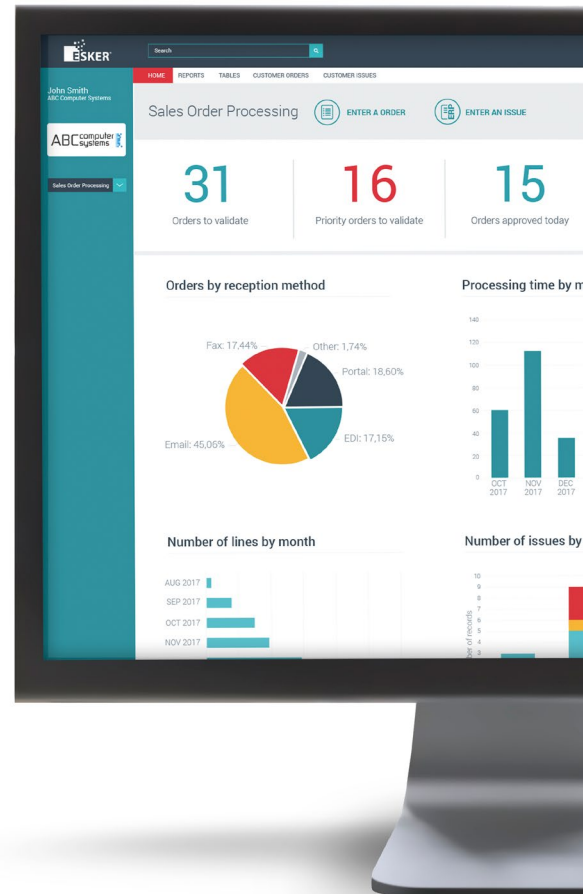 ESKER
Search
HOME REPORTS TABLES CUSTOMER ORDERS CUSTOMER ISSUES
John Smith
ABC Computer Systems
Sales Order Processing
ENTER A ORDER
ENTER AN ISSUE
ABC computer systems
Sales Order Processing
31
Orders to validate
16
Priority orders to validate
15
Orders approved today
Orders by reception method
Fax: 17,44%
Other: 1,74%
Portal: 18,60%
Email: 45,05%
EDI: 17,15%
Processing time by m
140
120
100
80
60
40
20
0
OCT 2017
NOV 2017
DEC 2017
Number of lines by month
AUG 2017
SEP 2017
OCT 2017
NOV 2017
Number of issues by
10
9
8
7
6
5
4
3
ber of records